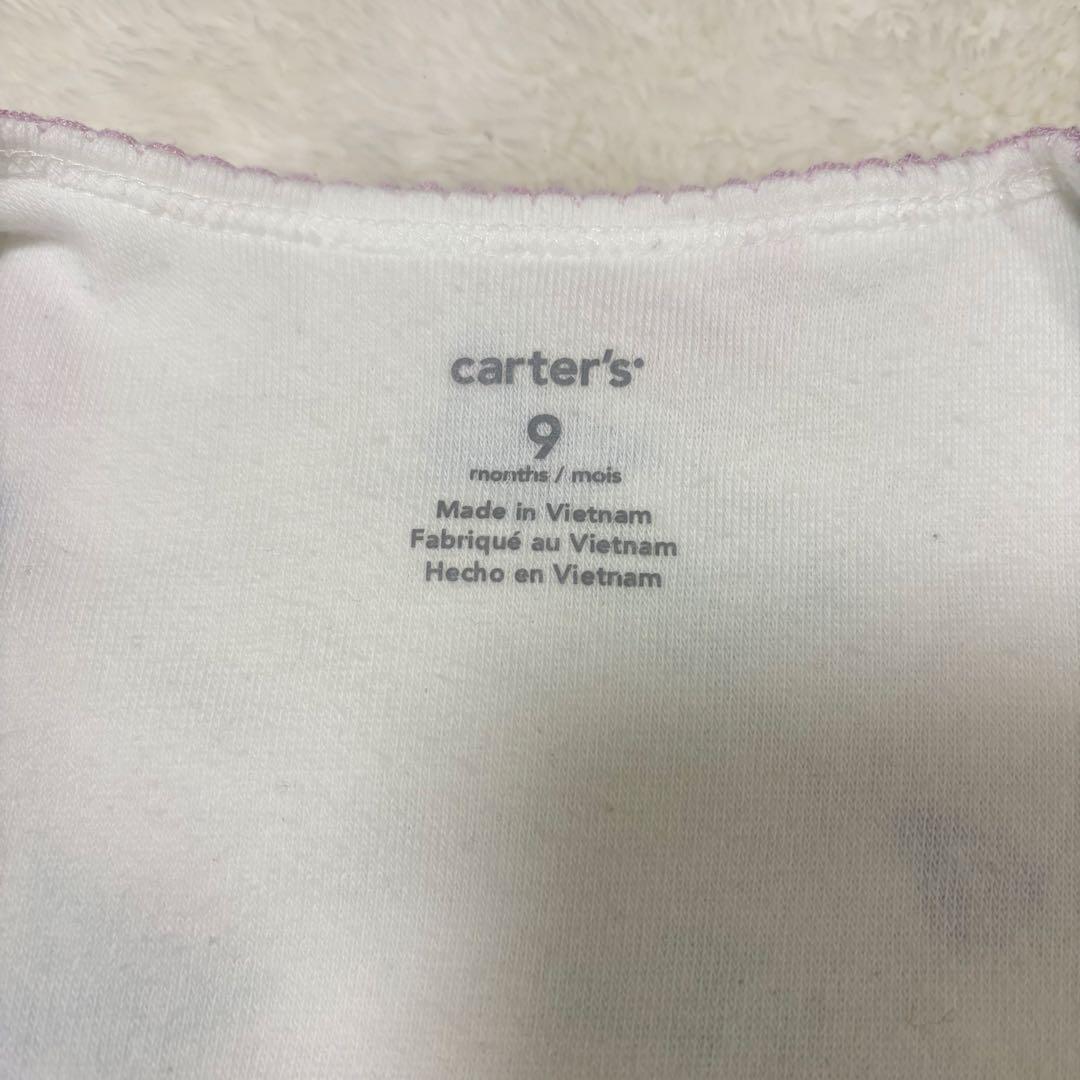 carter's
9
months / mois
Made in Vietnam
Fabriqué au Vietnam
Hecho en Vietnam